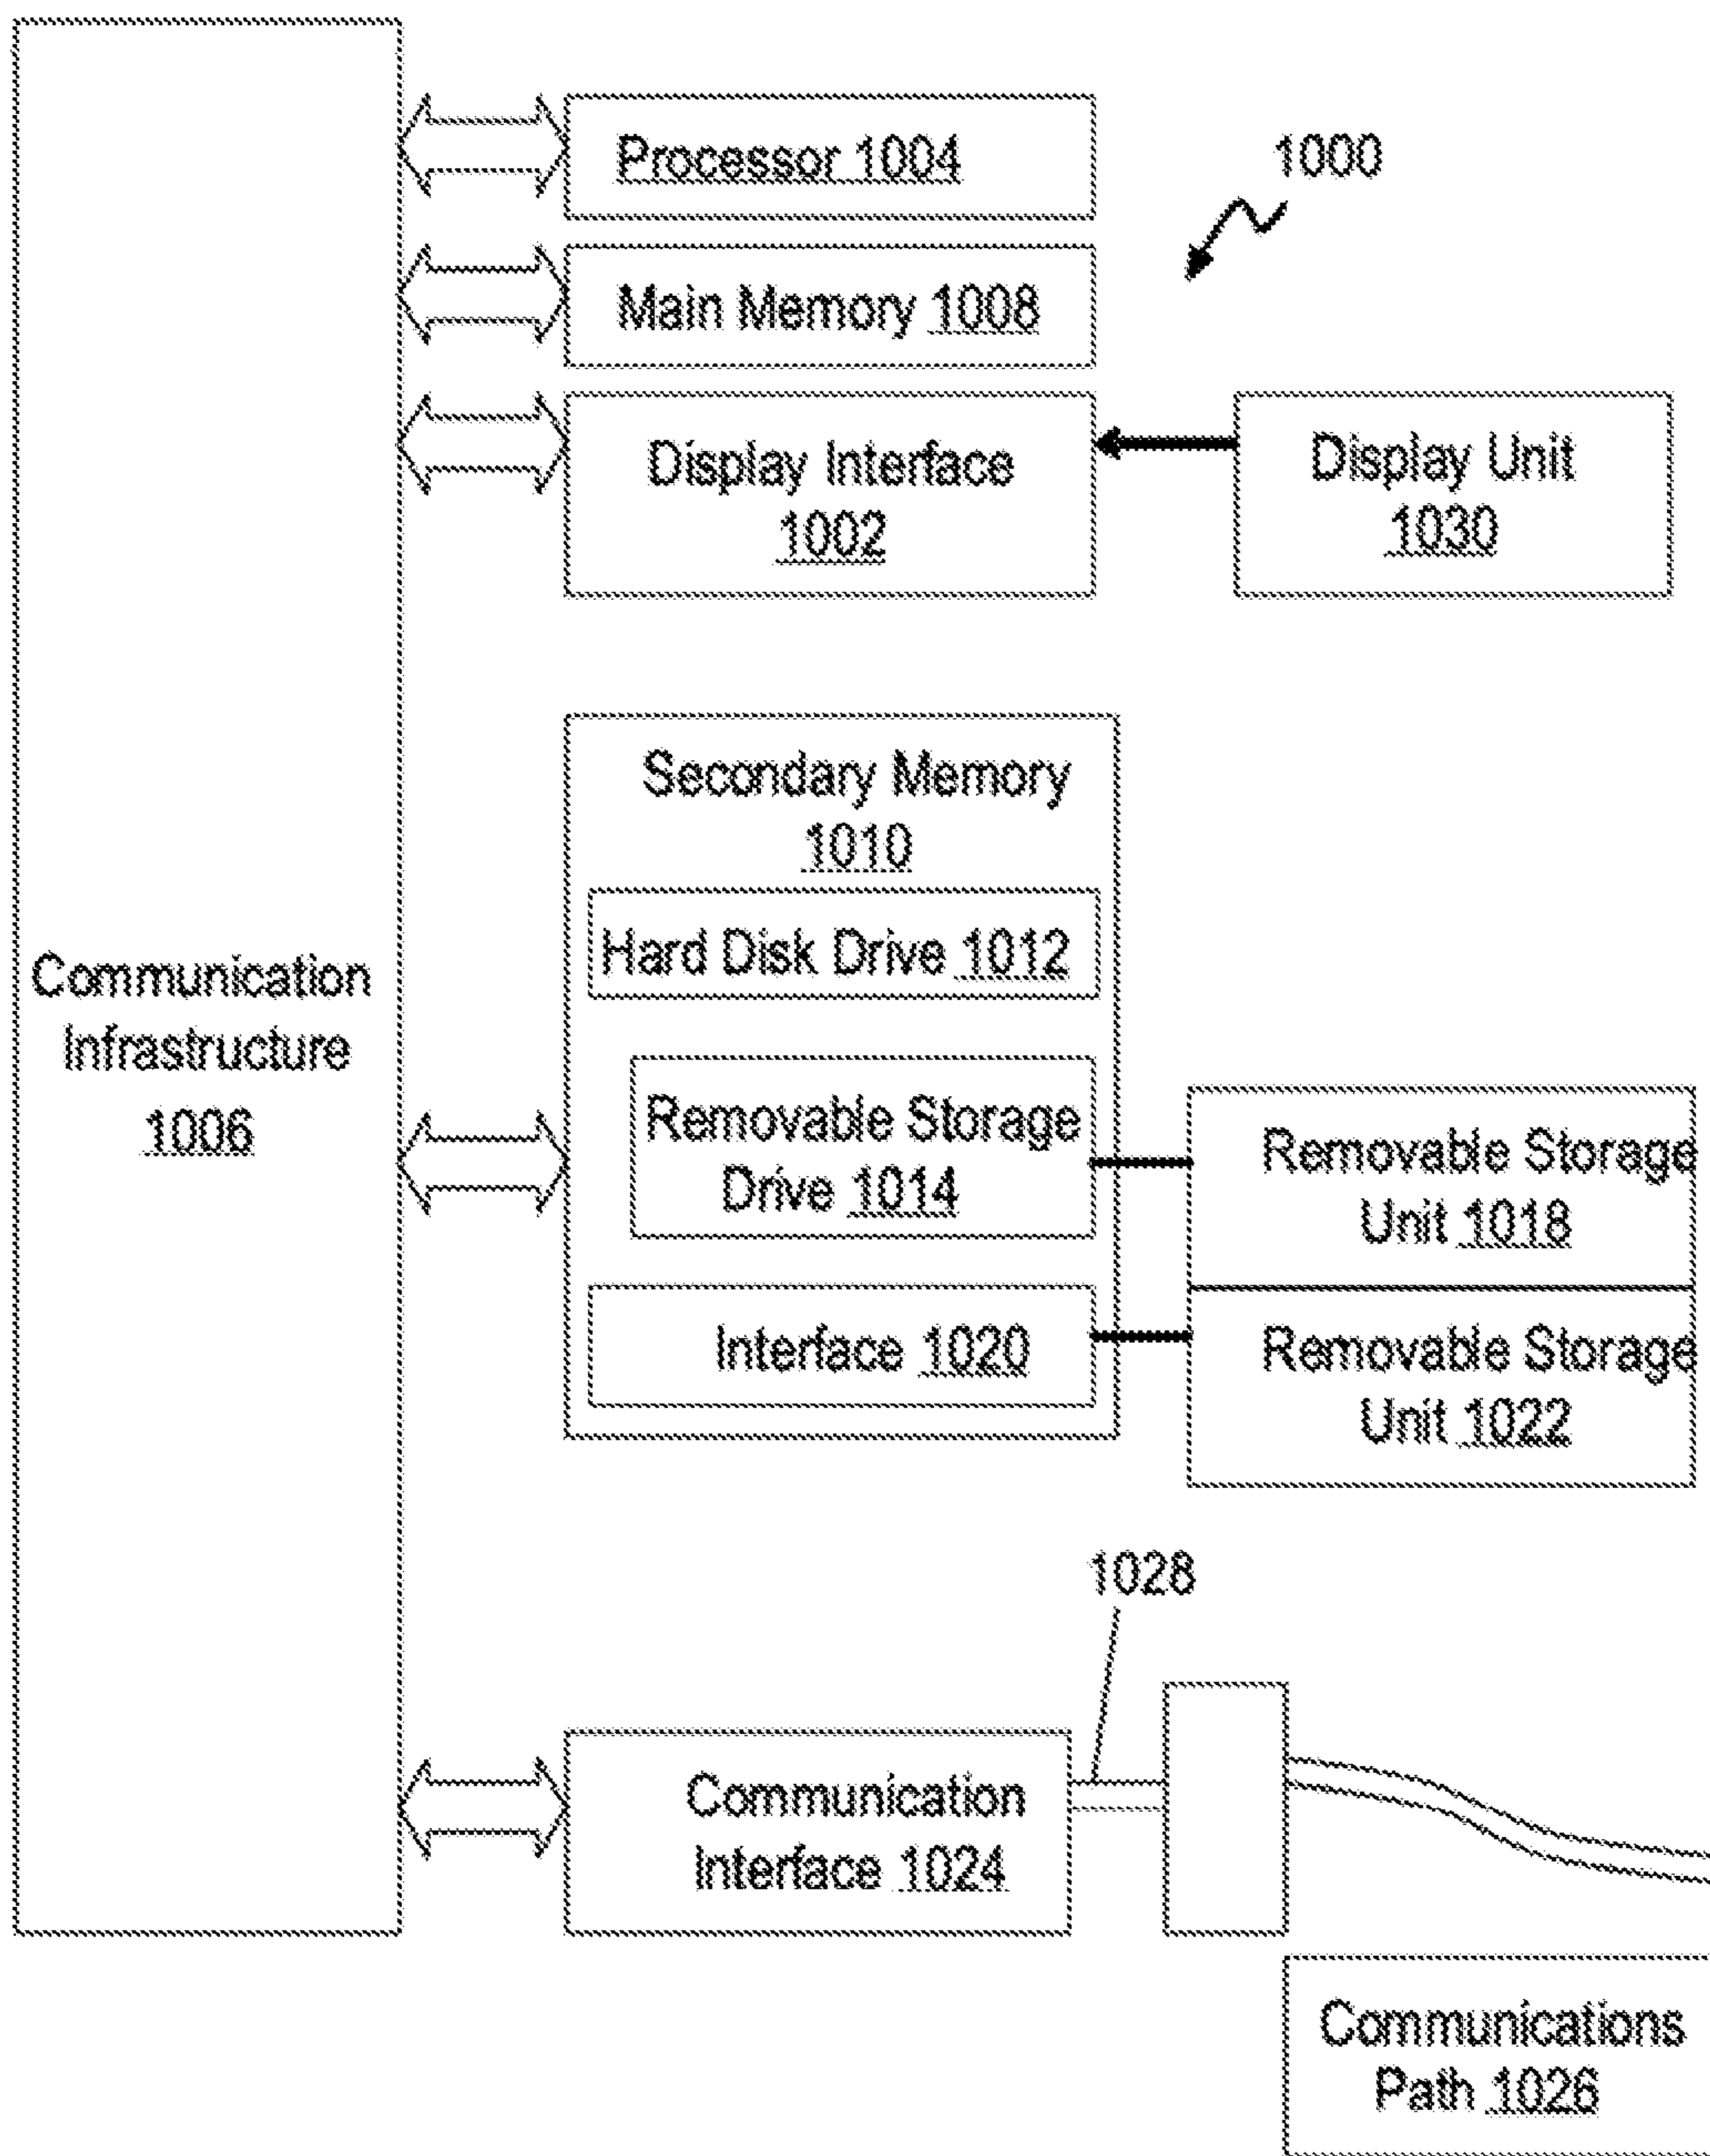 Processor 1004
1000
Main Memory 1008
Display Interface
1002
Display Unit
1030
Secondary Memory
1010
Hard Disk Drive 1012
Communication
Infrastructure
1006
Removable Storage
Drive 1014
Removable Storage
Unit 1018
Interface 1020
Removable Storage
Unit 1022
1028
Communication
Interface 1024
Communications
Path 1026